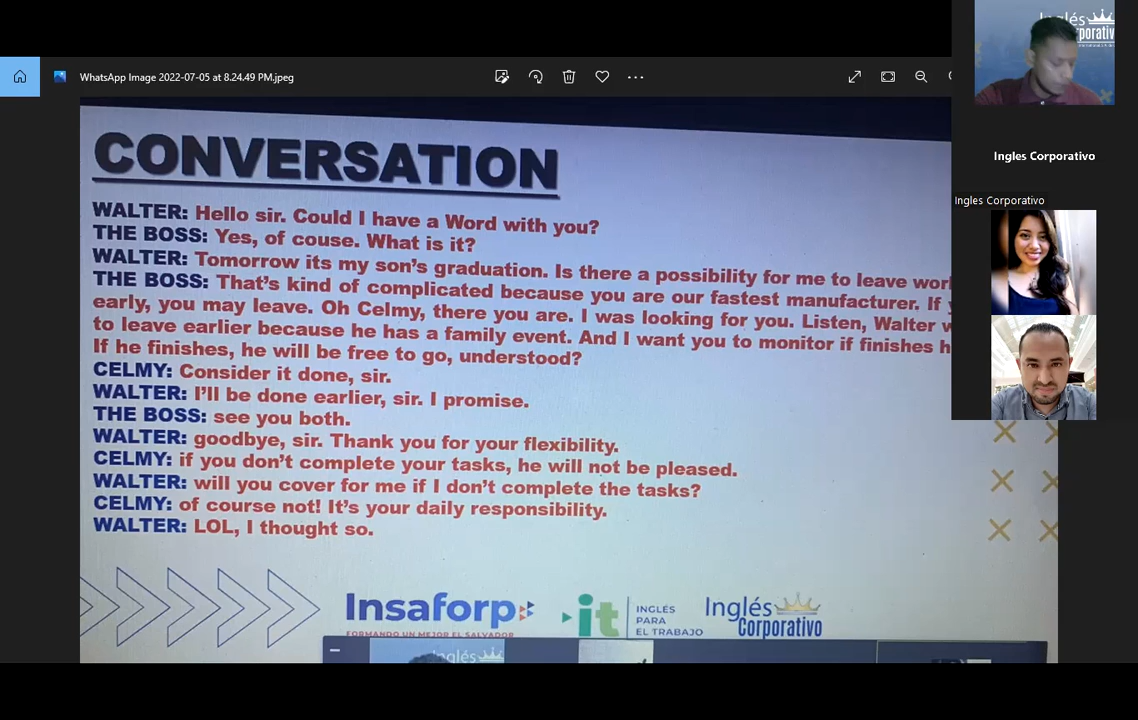 Inglés
WhatsApp Image 2022-07-05 at 8.24.49 PM.jpeg
Ingles Corporativo
Ingles Corporativo
CONVERSATION
WALTER: Hello sir. Could I have a Word with you?
THE BOSS: Yes, of couse. What is it?
WALTER: Tomorrow its my son's graduation. Is there a possibility for me to leave
THE BOSS: That's kind of complicated because you are our fastest manufacturer. If
early, you may leave. Oh Celmy, there you are. I was looking for you. Listen, Walter
to leave earlier because he has a family event. And I want you to monitor if finishes
If he finishes, he will be free to go, understood?
CELMY: Consider it done, sir.
WALTER: I'll be done earlier, sir. I promise.
THE BOSS: see you both.
WALTER: goodbye, sir. Thank you for your flexibility.
CELMY: if you don't complete your tasks, he will not be pleased.
WALTER: will you cover for me if I don't complete the tasks?
CELMY: of course not! It's your daily responsibility.
WALTER: LOL, I thought so.
Insaforp
FORMANDO UN MEJOR EL SALVADOR
it
INGLÉS
PARA
EL TRABAJO
Inglés
Corporativo
Inglés